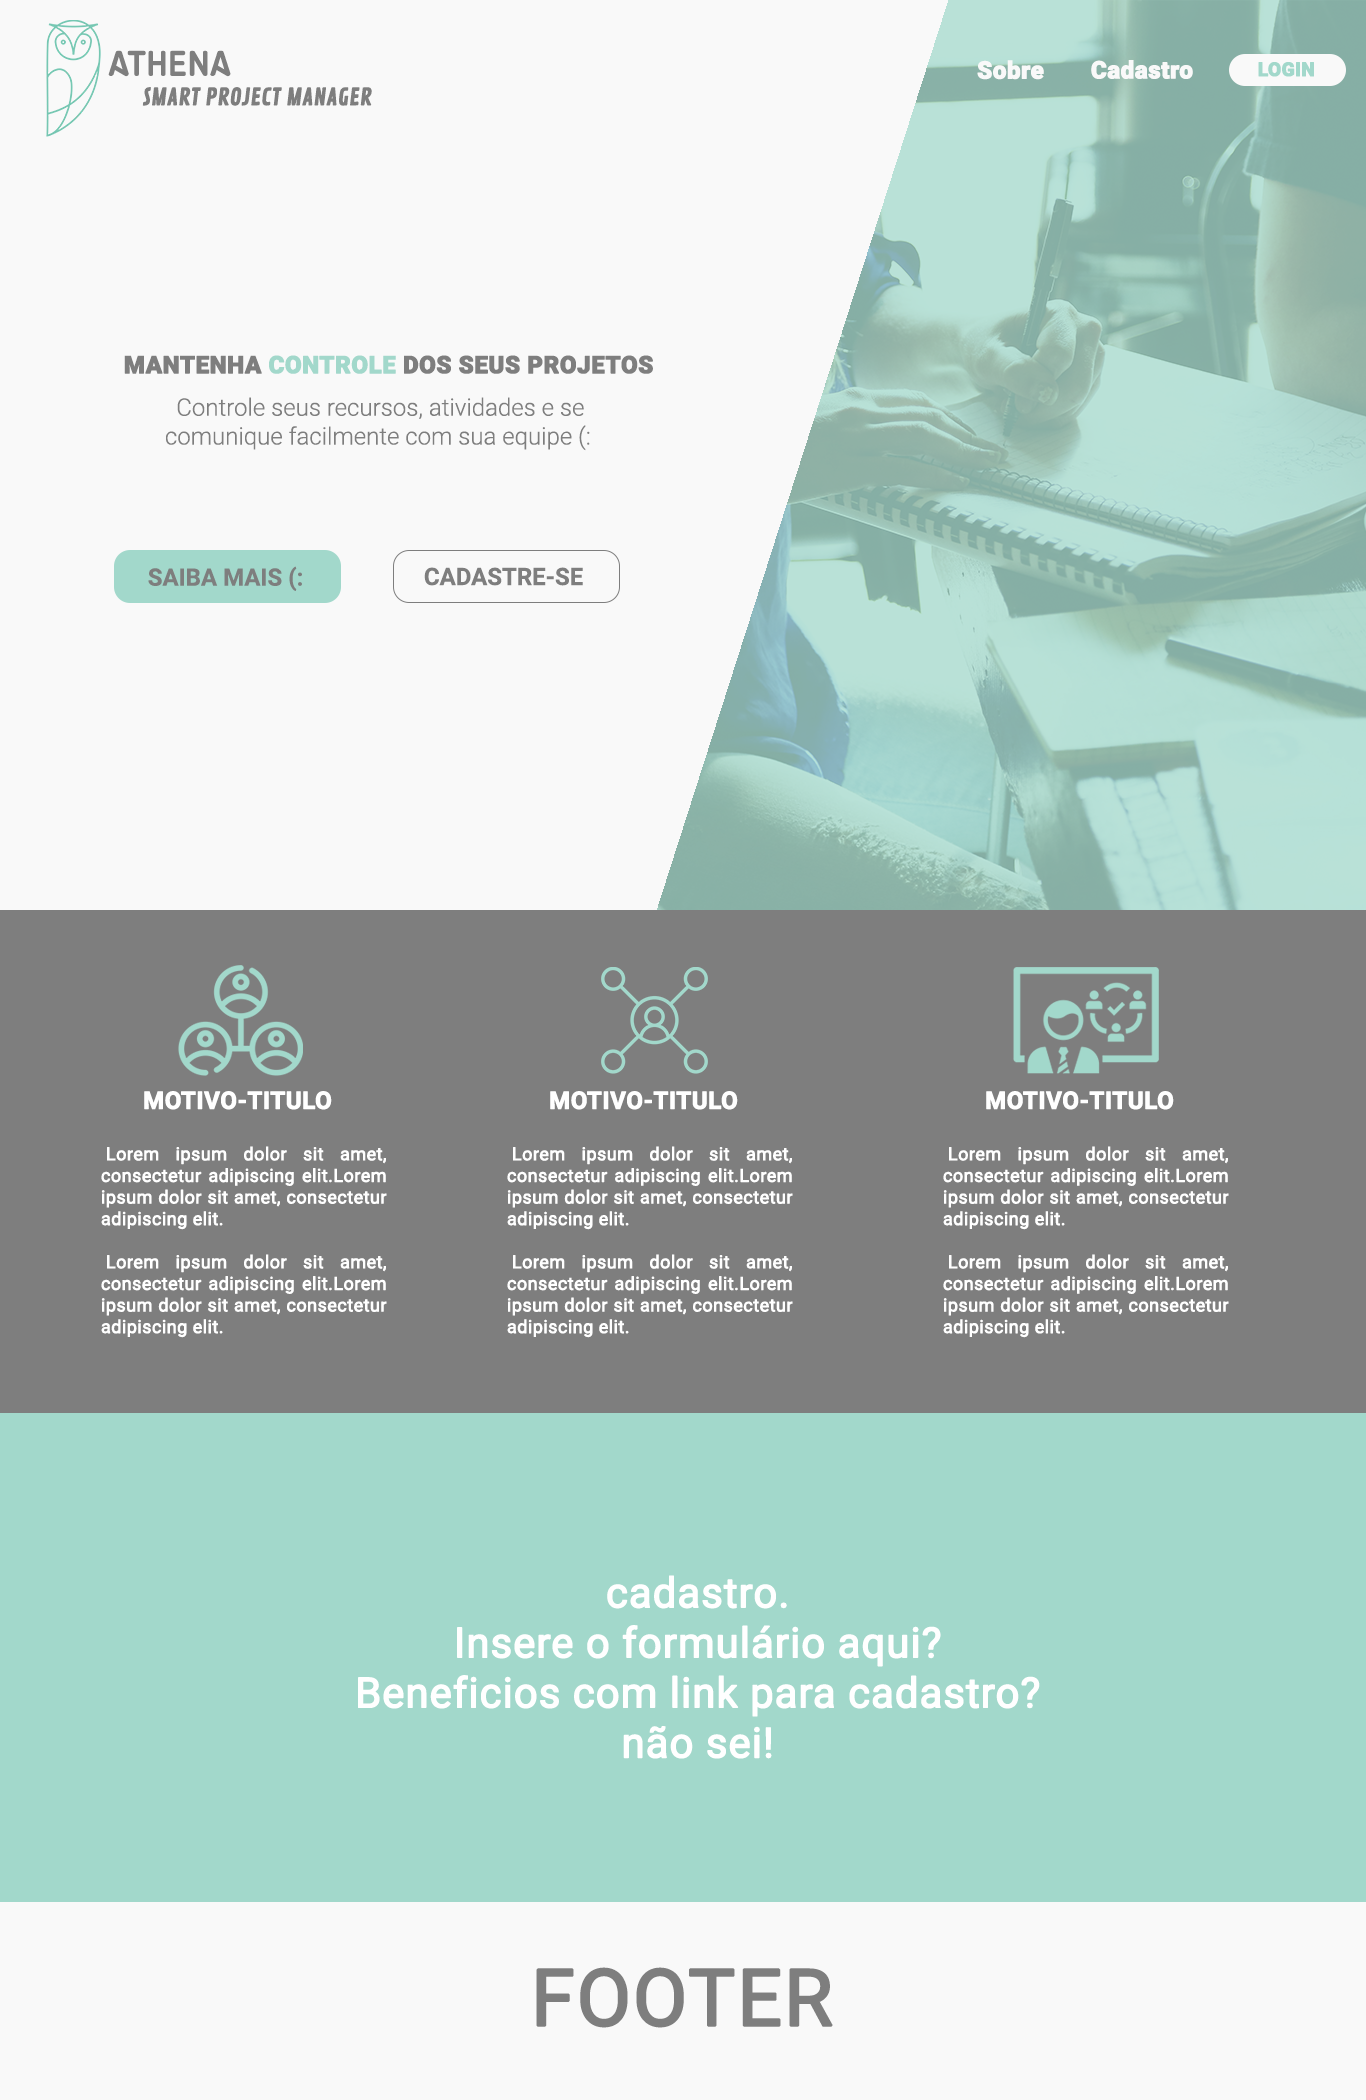 ATHENA
SMART PROJECT MANAGER
Sobre
Cadastro
LOGIN
MANTENHA CONTROLE DOS SEUS PROJETOS
Controle seus recursos, atividades e se
comunique facilmente com sua equipe (:
SAIBA MAIS (:
CADASTRE-SE
MOTIVO-TITULO
Lorem ipsum dolor sit amet,
consectetur adipiscing elit.Lorem
ipsum dolor sit amet, consectetur
adipiscing elit.
Lorem ipsum dolor sit amet,
consectetur adipiscing elit.Lorem
ipsum dolor sit amet, consectetur
adipiscing elit.
MOTIVO-TITULO
Lorem ipsum dolor sit amet,
consectetur adipiscing elit.Lorem
ipsum dolor sit amet, consectetur
adipiscing elit.
Lorem ipsum dolor sit amet,
consectetur adipiscing elit.Lorem
ipsum dolor sit amet, consectetur
adipiscing elit.
MOTIVO-TITULO
Lorem ipsum dolor sit amet,
consectetur adipiscing elit.Lorem
ipsum dolor sit amet, consectetur
adipiscing elit.
Lorem ipsum dolor sit amet,
consectetur adipiscing elit.Lorem
ipsum dolor sit amet, consectetur
adipiscing elit.
cadastro.
Insere o formulário aqui?
Beneficios com link para cadastro?
não sei!
FOOTER